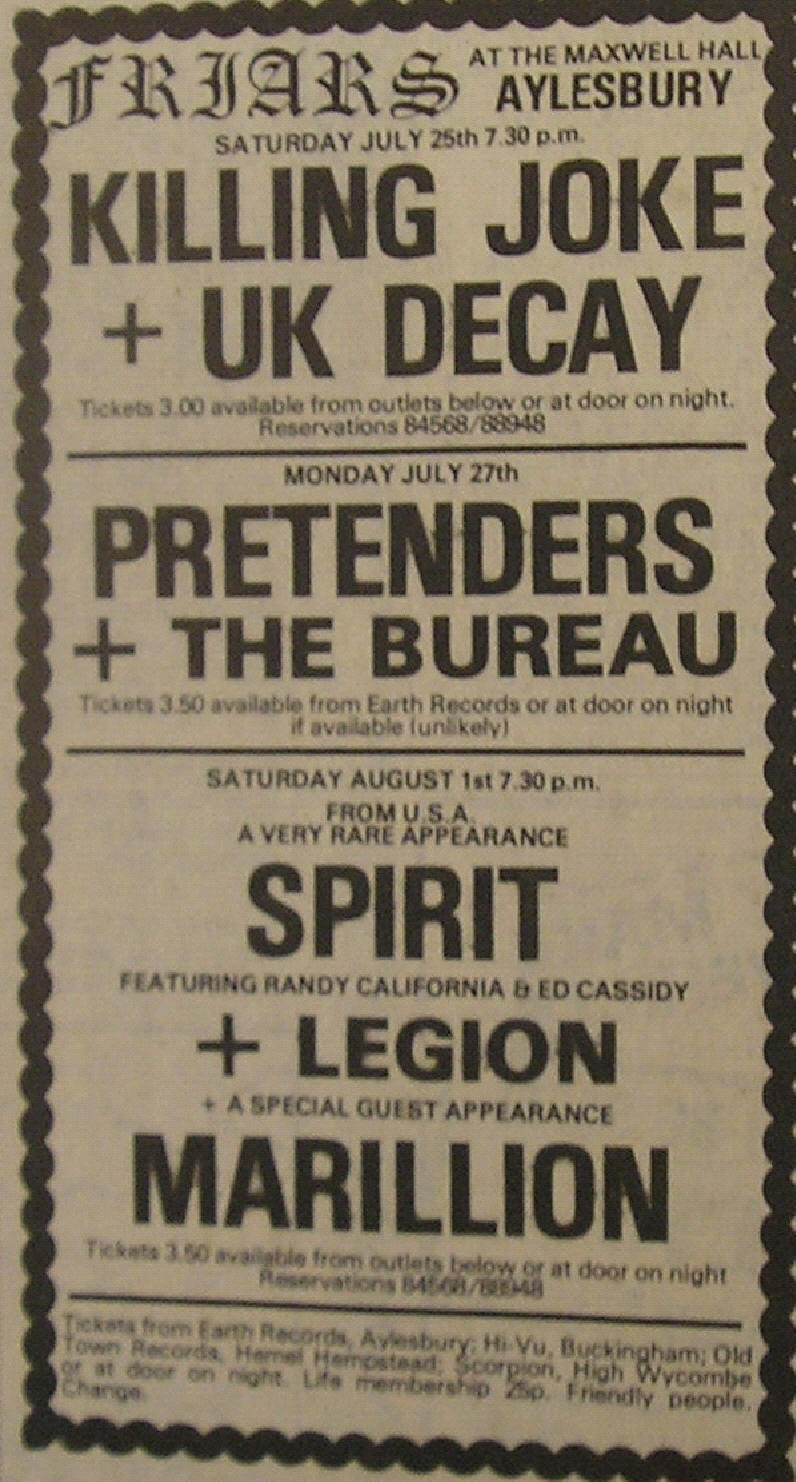 FRIARS AT THE MAXWELL HALL
AYLESBURY
SATURDAY JULY 25th 7.30 p.m.
KILLING JOKE
+ UK DECAY
Tickets 3.00 available from outlets below or at door on night.
Reservations 84568/88948
MONDAY JULY 27th
PRETENDERS
+ THE BUREAU
Tickets 3.50 available from Earth Records or at door on night
if available (unlikely)
SATURDAY AUGUST 1st 7.30 p.m.
FROM U.S.A.
A VERY RARE APPEARANCE
SPIRIT
FEATURING RANDY CALIFORNIA & ED CASSIDY
+ LEGION
+ A SPECIAL GUEST APPEARANCE
MARILLION
Tickets 3.50 available from outlets below or at door on night
Reservations 84568/88948
Tickets from Earth Records, Aylesbury; Hi-Vu, Buckingham; Old
Town Records, Hemel Hempstead; Scorpion, High Wycombe
or at door on night. Life membership 25p. Friendly people.
Change.